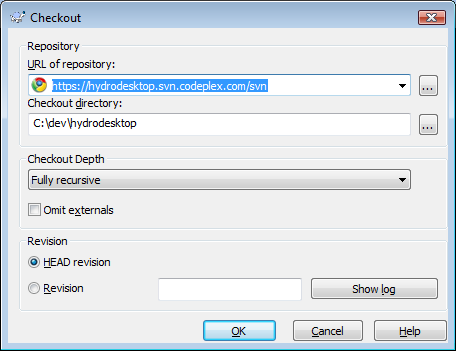 Checkout
Repository
URL of repository:
https://hydrodesktop.svn.codeplex.com/svn
...
Checkout directory:
C:\dev\hydrodesktop
...
Checkout Depth
Fully recursive
Omit externals
Revision
HEAD revision
Revision
Show log
OK Cancel Help